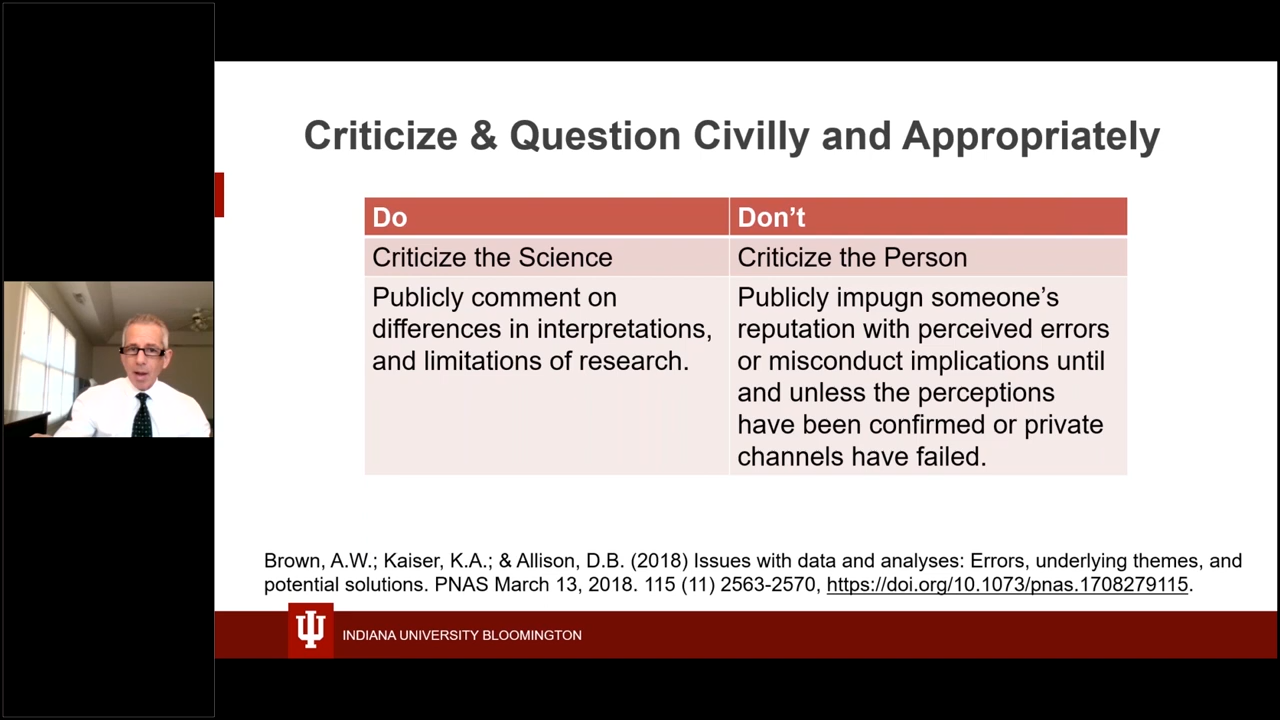 Criticize & Question Civilly and Appropriately
Do
Don’t
Criticize the Science
Criticize the Person
Publicly comment on
differences in interpretations,
and limitations of research.
Publicly impugn someone’s
reputation with perceived errors
or misconduct implications until
and unless the perceptions
have been confirmed or private
channels have failed.
Brown, A.W.; Kaiser, K.A.; & Allison, D.B. (2018) Issues with data and analyses: Errors, underlying themes, and
potential solutions. PNAS March 13, 2018. 115 (11) 2563-2570, https://doi.org/10.1073/pnas.1708279115.
INDIANA UNIVERSITY BLOOMINGTON